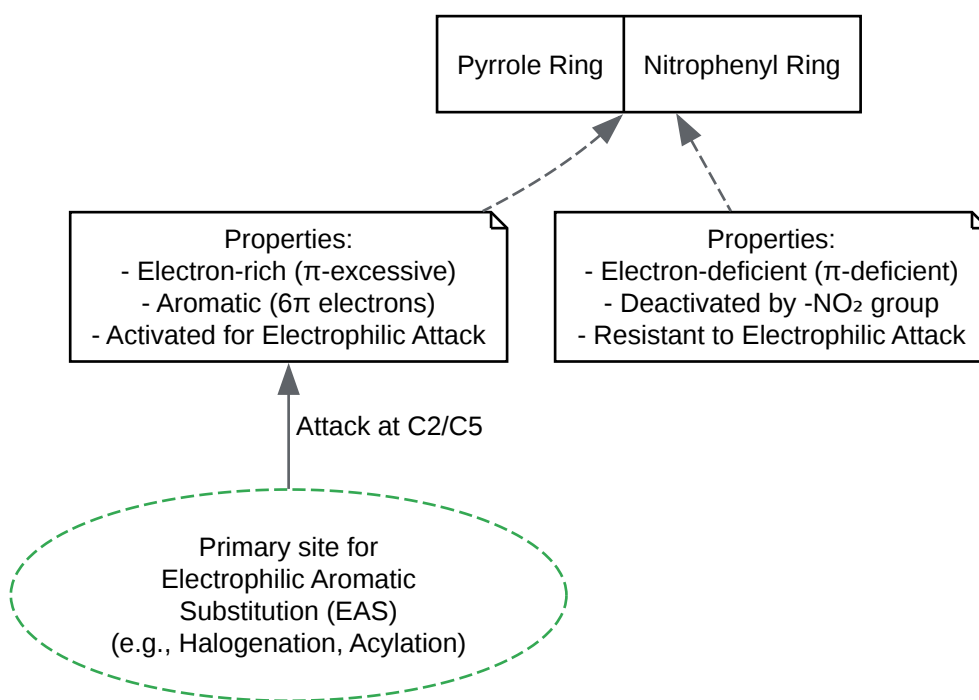 Pyrrole Ring
Nitrophenyl Ring
Properties:
- Electron-rich (π-excessive)
- Aromatic (6π electrons)
- Activated for Electrophilic Attack
Properties:
- Electron-deficient (π-deficient)
- Deactivated by -NO₂ group
- Resistant to Electrophilic Attack
Attack at C2/C5
Primary site for
Electrophilic Aromatic
Substitution (EAS)
(e.g., Halogenation, Acylation)